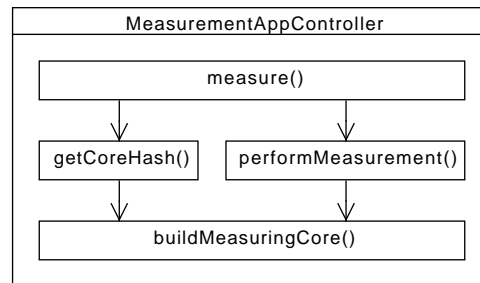 MeasurementAppController
measure()
getCoreHash()
performMeasurement()
buildMeasuringCore()